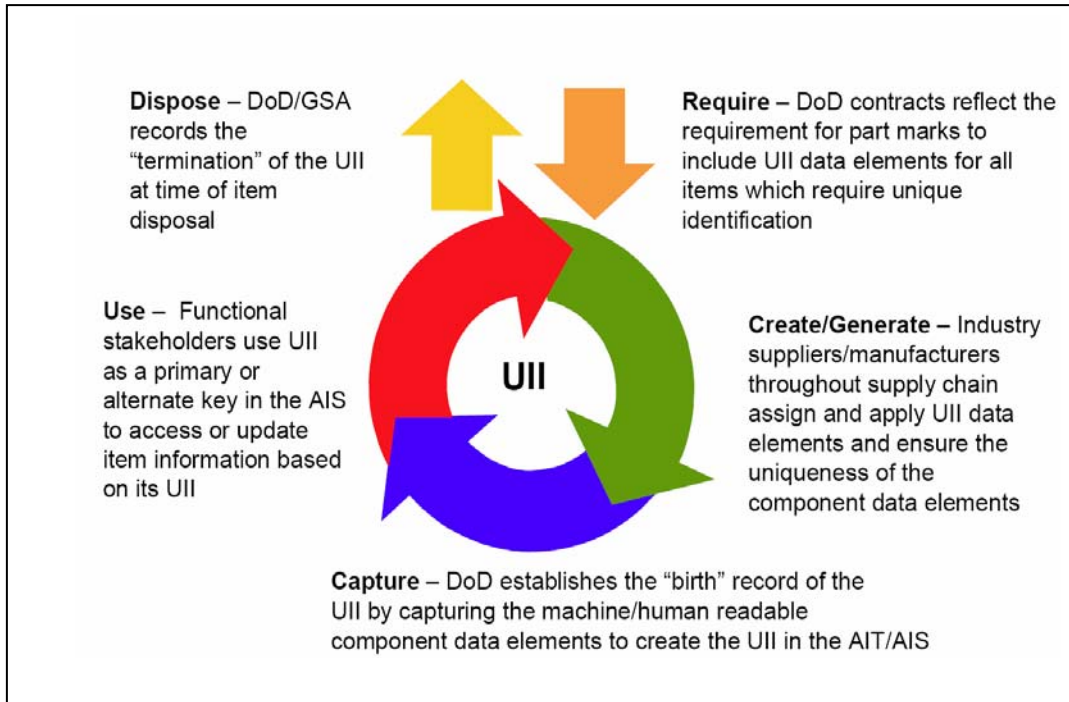 Dispose – DoD/GSA
records the
“termination” of the UII
at time of item
disposal
Require – DoD contracts reflect the
requirement for part marks to
include UII data elements for all
items which require unique
identification
Use –  Functional
stakeholders use UII
as a primary or
alternate key in the AIS
to access or update
item information based
on its UII
UII
Create/Generate – Industry
suppliers/manufacturers
throughout supply chain
assign and apply UII data
elements and ensure the
uniqueness of the
component data elements
Capture – DoD establishes the “birth” record of the
UII by capturing the machine/human readable
component data elements to create the UII in the AIT/AIS